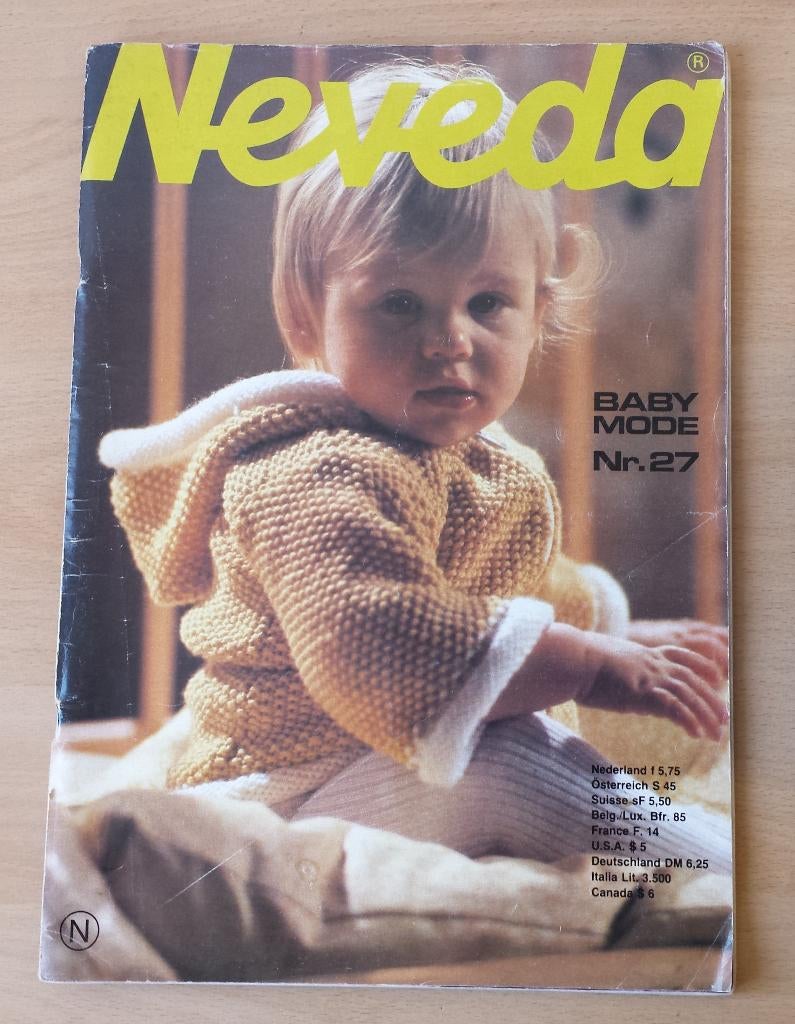 Neveda
®
BABY
MODE
Nr.27
Nederland f 5,75
Österreich S 45
Suisse sF 5,50
Belg./Lux. Bfr. 85
France F. 14
U.S.A. $ 5
Deutschland DM 6,25
Italia Lit. 3.500
Canada $ 6
N